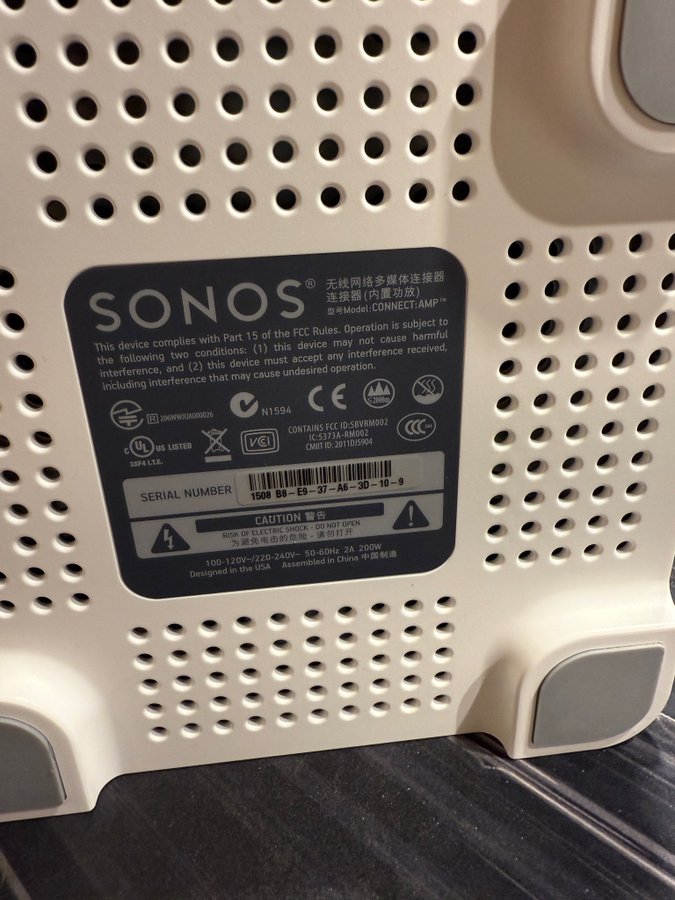 SONOS®
无线网络多媒体连接器
连接器(内置功放)
型号Model: CONNECT:AMP™
This device complies with Part 15 of the FCC Rules. Operation is subject to
the following two conditions: (1) this device may not cause harmful
interference, and (2) this device must accept any interference received,
including interference that may cause undesired operation.
R 206WWJUA000026
N1594
CE
≤2000m
C UL US LISTED
3XF4 I.T.E.
VCI
CONTAINS FCC ID:SBVRM002
IC:5373A-RM002
CMIIT ID: 2011DJ5904
CCC
SERIAL NUMBER
1508 B8-E9-37-A6-3D-10-9
CAUTION 警告
RISK OF ELECTRIC SHOCK - DO NOT OPEN
为避免电击的危险 - 请勿打开
100-120V~/220-240V~ 50-60Hz 2A 200W
Designed in the USA Assembled in China 中国制造